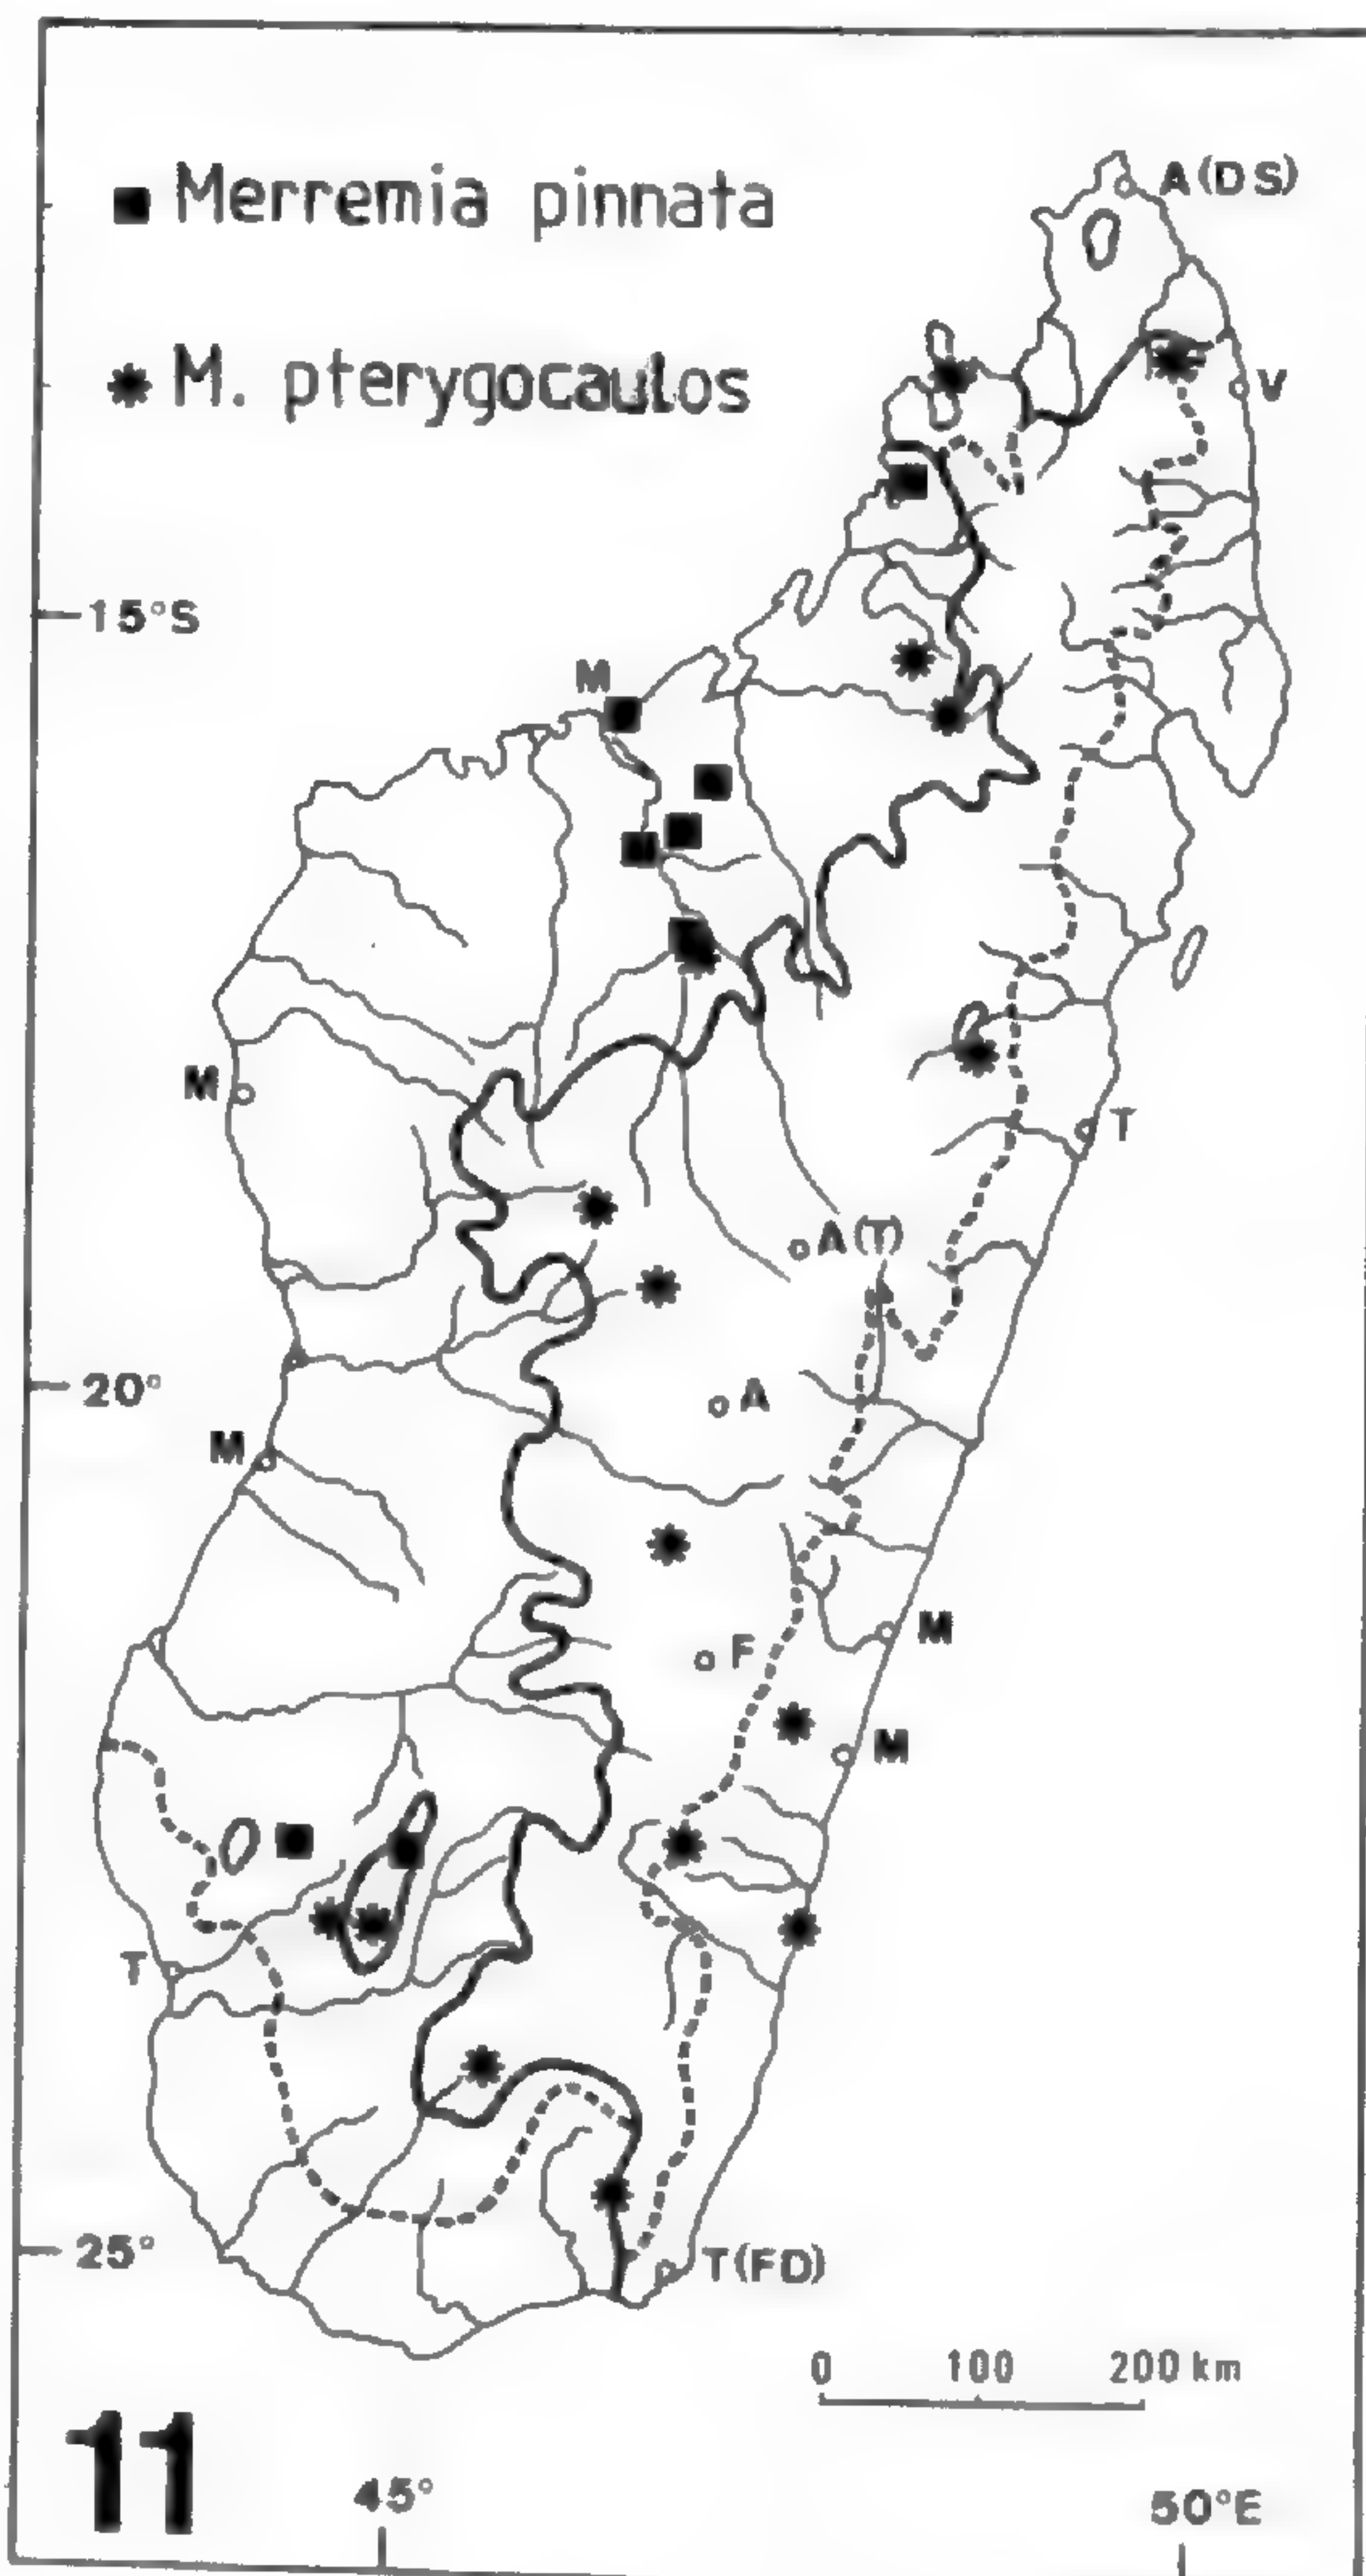 Merremia pinnata
M. pterygocaulos
A(DS)
V
15°S
M
M
T
A(T)
20°
A
M
F
M
M
T
25°
T(FD)
0 100 200 km
11
45°
50°E